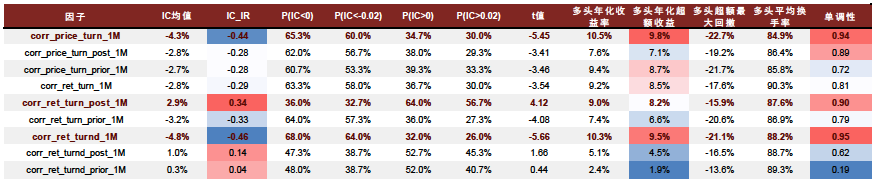 因子 IC均值 IC_IR P(IC<0) P(IC<-0.02) P(IC>0) P(IC>0.02) t值 多头年化收益率 多头年化超额收益 多头超额最大回撤 多头平均换手率 单调性
corr_price_turn_1M -4.3% -0.44 65.3% 60.0% 34.7% 30.0% -5.45 10.5% 9.8% -22.7% 84.9% 0.94
corr_price_turn_post_1M -2.8% -0.28 62.0% 56.7% 38.0% 29.3% -3.41 7.6% 7.1% -19.2% 86.4% 0.89
corr_price_turn_prior_1M -2.7% -0.28 60.7% 53.3% 39.3% 33.3% -3.46 9.4% 8.7% -21.7% 85.8% 0.72
corr_ret_turn_1M -2.8% -0.29 63.3% 58.0% 36.7% 30.0% -3.54 9.2% 8.5% -17.6% 90.3% 0.81
corr_ret_turn_post_1M 2.9% 0.34 36.0% 32.7% 64.0% 56.7% 4.12 9.0% 8.2% -15.9% 87.6% 0.90
corr_ret_turn_prior_1M -3.2% -0.33 64.0% 57.3% 36.0% 27.3% -4.08 7.4% 6.6% -20.6% 86.9% 0.79
corr_ret_turnd_1M -4.8% -0.46 68.0% 64.0% 32.0% 26.0% -5.66 10.3% 9.5% -21.1% 88.2% 0.95
corr_ret_turnd_post_1M 1.0% 0.14 47.3% 38.7% 52.7% 45.3% 1.66 5.1% 4.5% -16.5% 88.7% 0.62
corr_ret_turnd_prior_1M 0.3% 0.04 48.0% 38.7% 52.0% 40.7% 0.44 2.4% 1.9% -13.6% 89.3% 0.19